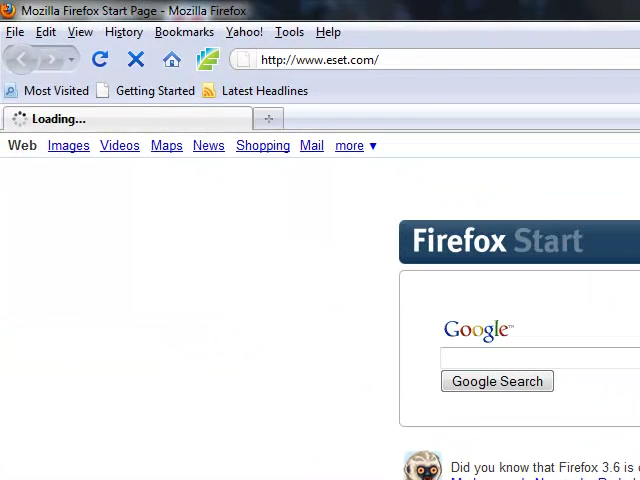 Mozilla Firefox Start Page - Mozilla Firefox
File Edit View History Bookmarks Yahoo! Tools Help
http://www.eset.com/
Most Visited Getting Started Latest Headlines
Loading...
Web Images Videos Maps News Shopping Mail more ▼
Firefox Start
Google™
Google Search
Did you know that Firefox 3.6 is